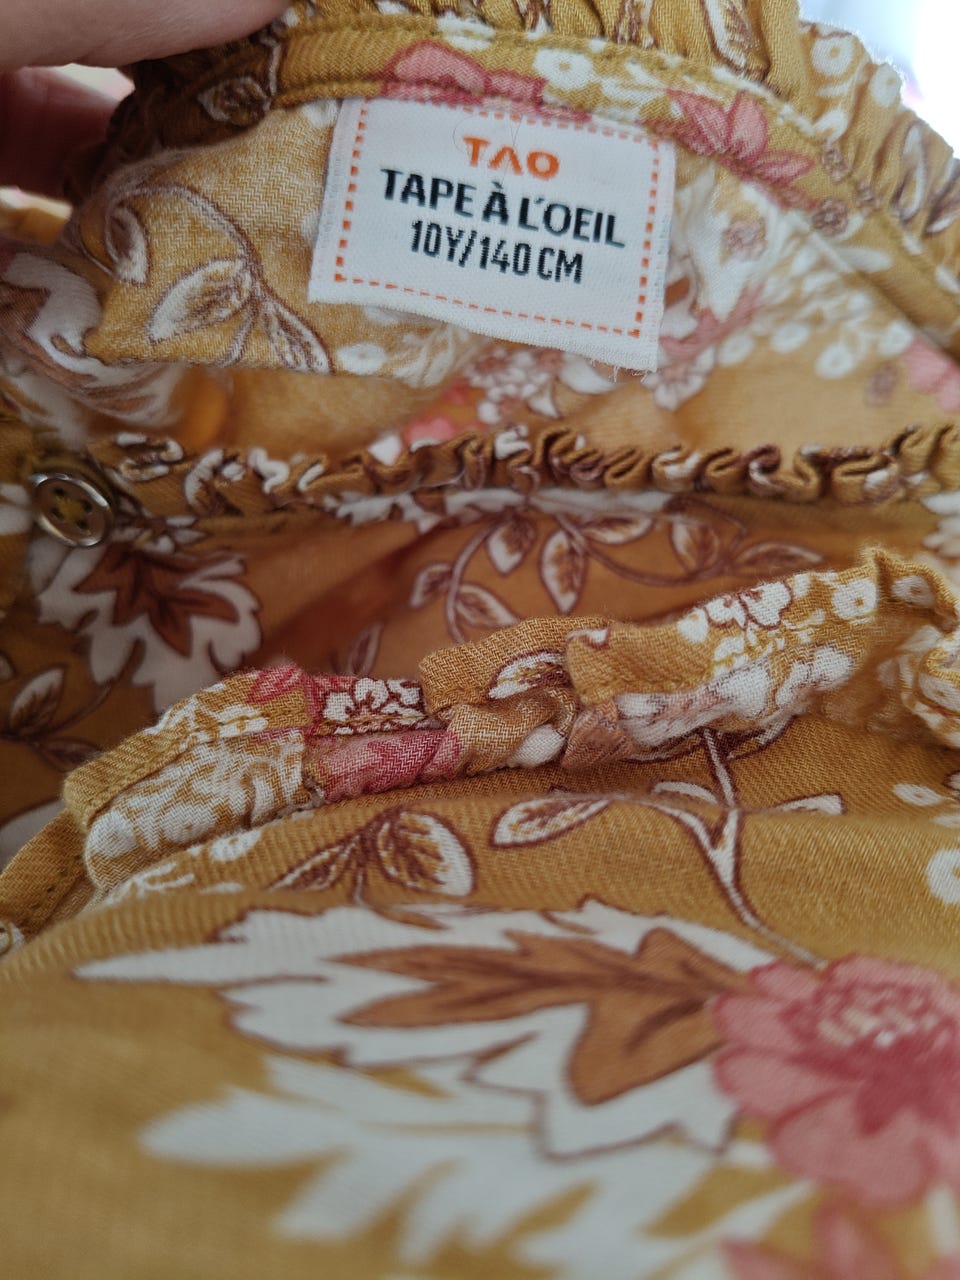 TAO
TAPE À L'OEIL
10Y/140 CM